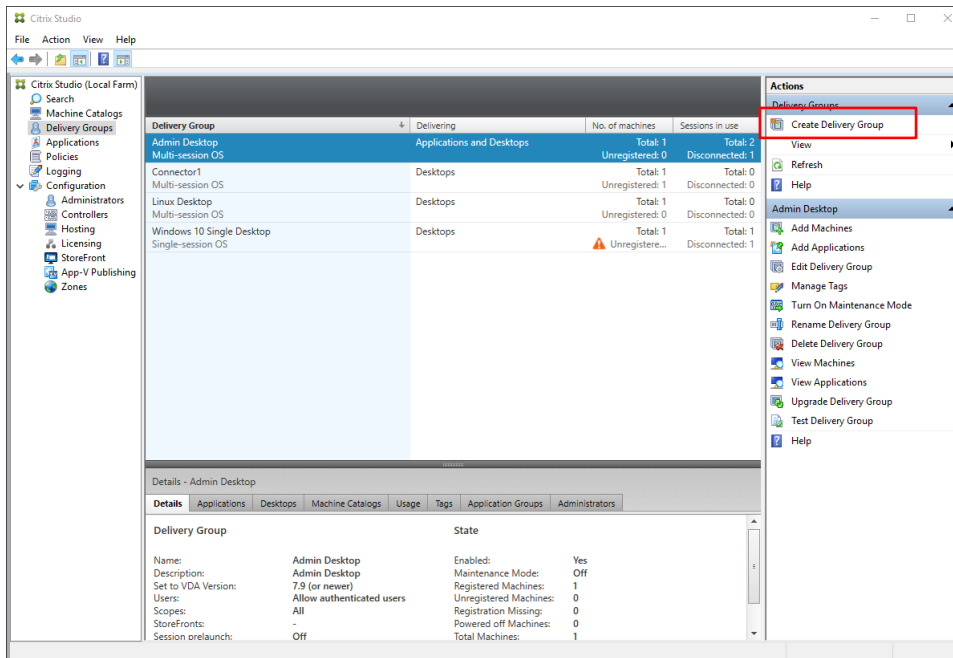 Citrix Studio
File Action View Help
Citrix Studio (Local Farm)
Search
Machine Catalogs
Delivery Groups
Applications
Policies
Logging
Configuration
Administrators
Controllers
Hosting
Licensing
StoreFront
App-V Publishing
Zones
Delivery Group Delivering No. of machines Sessions in use
Admin Desktop Applications and Desktops Total: 1 Total: 2
Multi-session OS Unregistered: 0 Disconnected: 1
Connector1 Desktops Total: 1 Total: 0
Multi-session OS Unregistered: 1 Disconnected: 0
Linux Desktop Desktops Total: 1 Total: 0
Multi-session OS Unregistered: 0 Disconnected: 0
Windows 10 Single Desktop Desktops Total: 1 Total: 1
Single-session OS Unregistere... Disconnected: 1
Details - Admin Desktop
Details Applications Desktops Machine Catalogs Usage Tags Application Groups Administrators
Delivery Group State
Name: Admin Desktop Enabled: Yes
Description: Admin Desktop Maintenance Mode: Off
Set to VDA Version: 7.9 (or newer) Registered Machines: 1
Users: Allow authenticated users Unregistered Machines: 0
Scopes: All Registration Missing: 0
StoreFronts: - Powered off Machines: 0
Session prelaunch: Off Total Machines: 1
Actions
Delivery Groups
Create Delivery Group
View
Refresh
Help
Admin Desktop
Add Machines
Add Applications
Edit Delivery Group
Manage Tags
Turn On Maintenance Mode
Rename Delivery Group
Delete Delivery Group
View Machines
View Applications
Upgrade Delivery Group
Test Delivery Group
Help